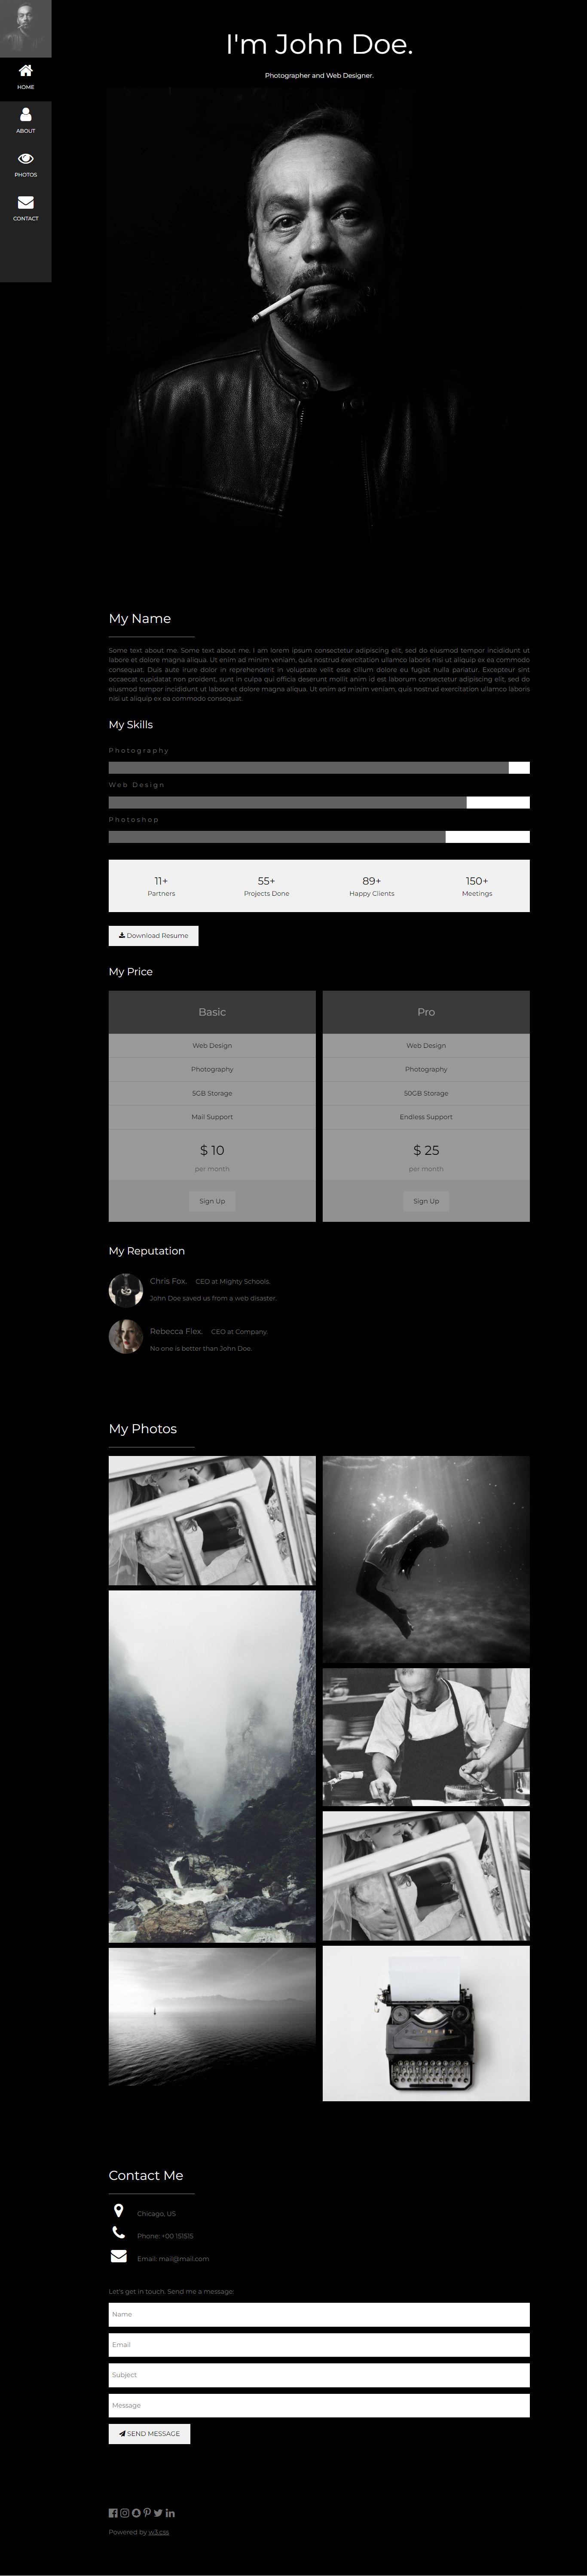 HOME
ABOUT
PHOTOS
CONTACT
I'm John Doe.
Photographer and Web Designer.
My Name
Some text about me. Some text about me. I am lorem ipsum consectetur adipiscing elit, sed do eiusmod tempor incididunt ut
labore et dolore magna aliqua. Ut enim ad minim veniam, quis nostrud exercitation ullamco laboris nisi ut aliquip ex ea commodo
consequat. Duis aute irure dolor in reprehenderit in voluptate velit esse cillum dolore eu fugiat nulla pariatur. Excepteur sint
occaecat cupidatat non proident, sunt in culpa qui officia deserunt mollit anim id est laborum consectetur adipiscing elit, sed do
eiusmod tempor incididunt ut labore et dolore magna aliqua. Ut enim ad minim veniam, quis nostrud exercitation ullamco laboris
nisi ut aliquip ex ea commodo consequat.
My Skills
Photography
Web Design
Photoshop
11+
Partners
55+
Projects Done
89+
Happy Clients
150+
Meetings
Download Resume
My Price
Basic
Web Design
Photography
5GB Storage
Mail Support
$ 10
per month
Sign Up
Pro
Web Design
Photography
50GB Storage
Endless Support
$ 25
per month
Sign Up
My Reputation
Chris Fox. CEO at Mighty Schools.
John Doe saved us from a web disaster.
Rebecca Flex. CEO at Company.
No one is better than John Doe.
My Photos
Contact Me
Chicago, US
Phone: +00 151515
Email: mail@mail.com
Let's get in touch. Send me a message:
Name
Email
Subject
Message
SEND MESSAGE
Powered by w3.css